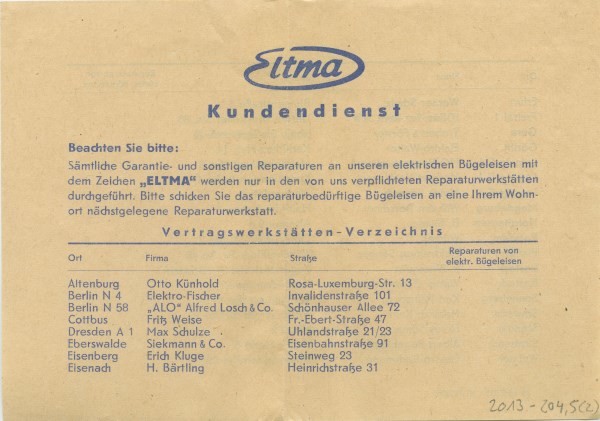 Eltma
Kundendienst
Beachten Sie bitte:
Sämtliche Garantie- und sonstigen Reparaturen an unseren elektrischen Bügeleisen mit
dem Zeichen „ELTMA“ werden nur in den von uns verpflichteten Reparaturwerkstätten
durchgeführt. Bitte schicken Sie das reparaturbedürftige Bügeleisen an eine Ihrem Wohn-
ort nächstgelegene Reparaturwerkstatt.
Vertragswerkstätten-Verzeichnis
Ort Firma Straße Reparaturen von
elektr. Bügeleisen
Altenburg Otto Künhold Rosa-Luxemburg-Str. 13
Berlin N 4 Elektro-Fischer Invalidenstraße 101
Berlin N 58 „ALO“ Alfred Losch & Co. Schönhauser Allee 72
Cottbus Fritz Weise Fr.-Ebert-Straße 47
Dresden A 1 Max Schulze Uhlandstraße 21/23
Eberswalde Siekmann & Co. Eisenbahnstraße 91
Eisenberg Erich Kluge Steinweg 23
Eisenach H. Bärtling Heinrichstraße 31
2013-204,5(2)